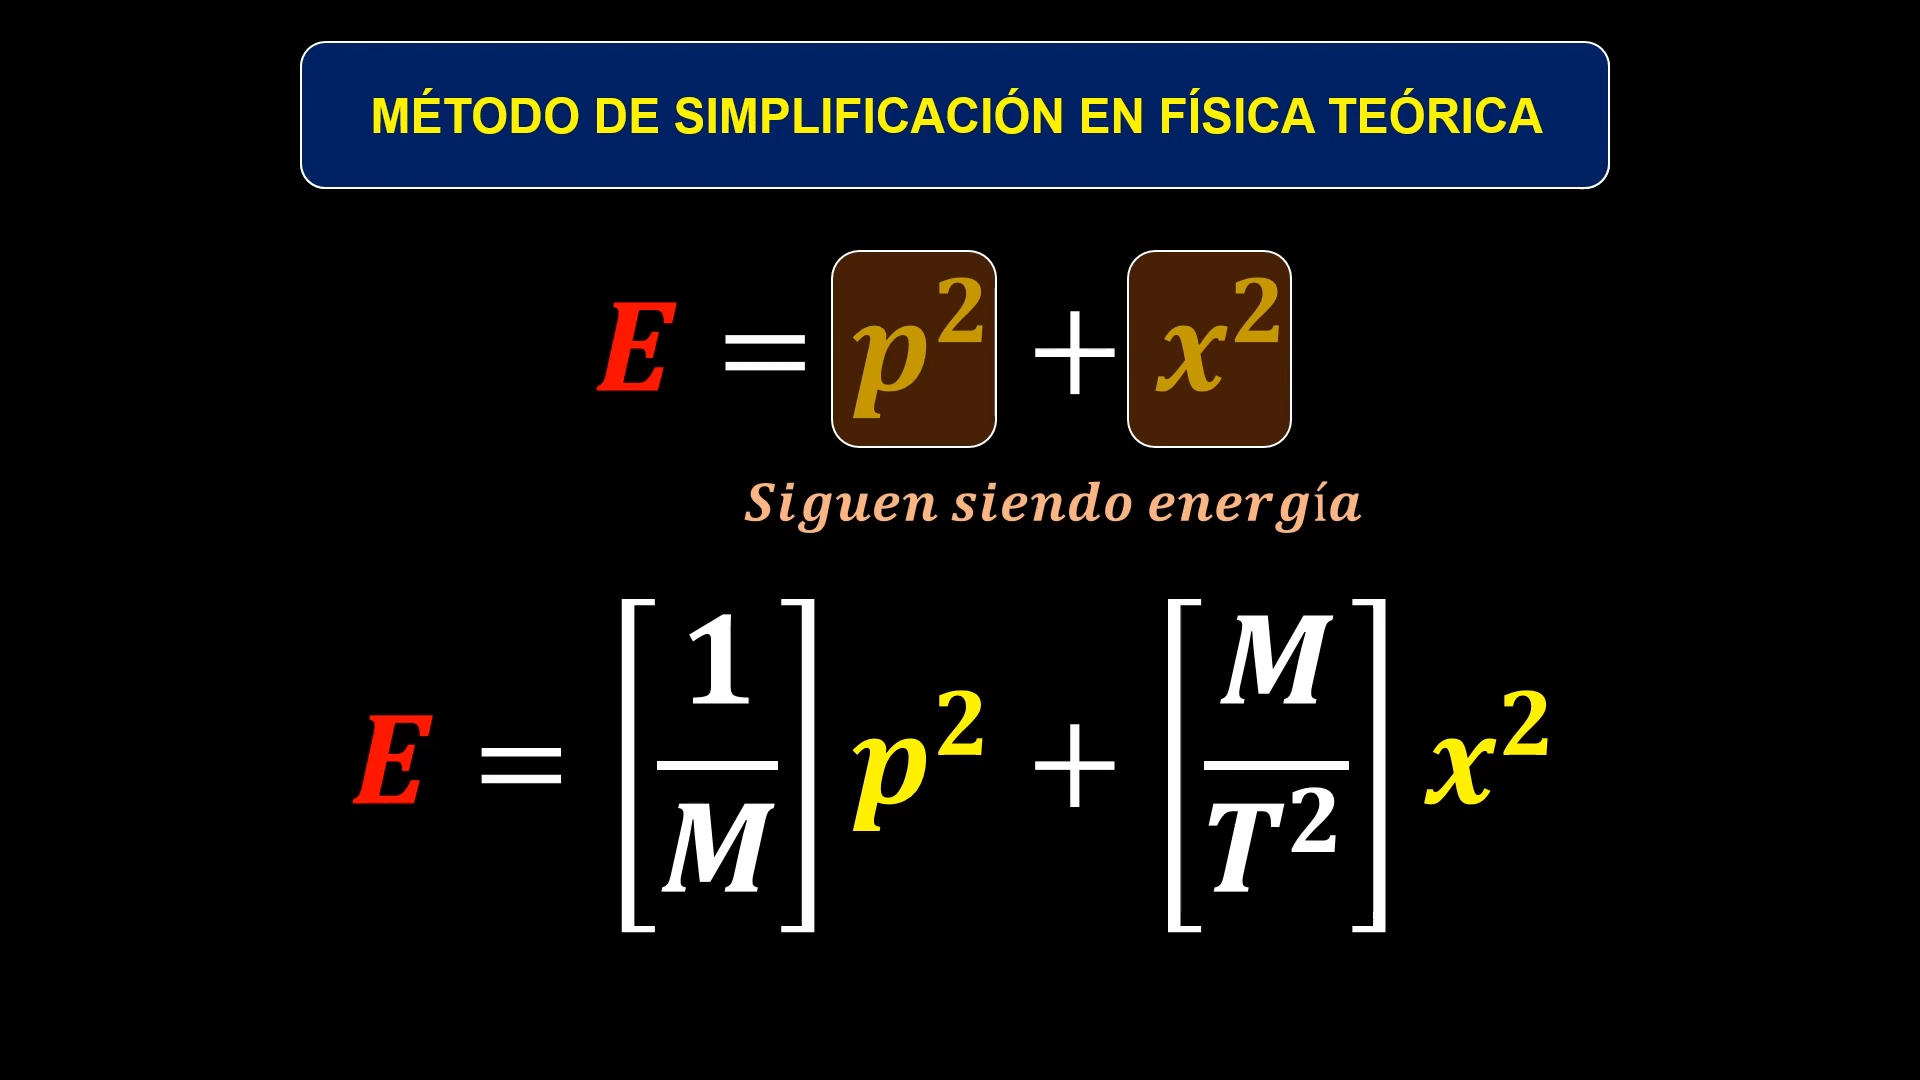 MÉTODO DE SIMPLIFICACIÓN EN FÍSICA TEÓRICA
E = p² + x²
Siguen siendo energía
E = [1/M] p² + [M/T²] x²